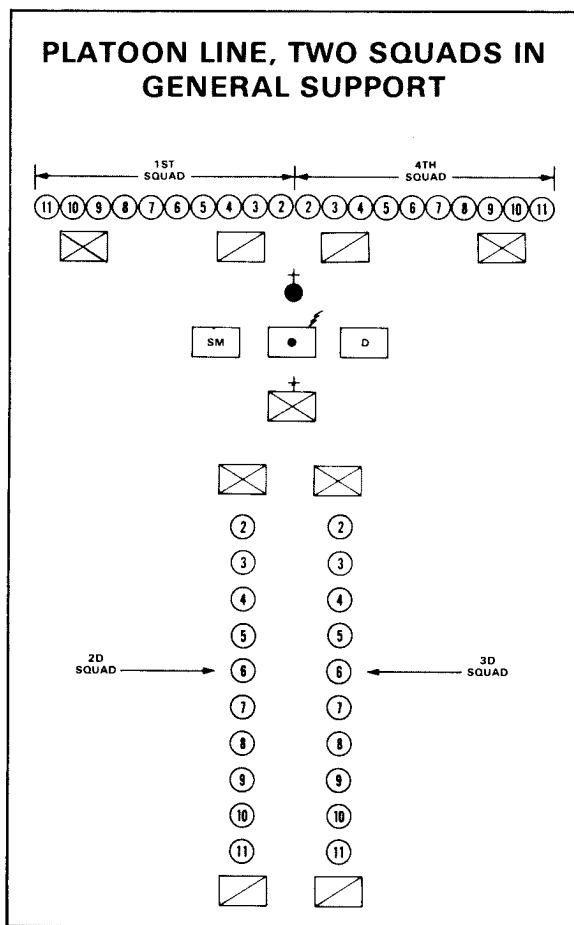 PLATOON LINE, TWO SQUADS IN
GENERAL SUPPORT
1ST
SQUAD
4TH
SQUAD
11 10 9 8 7 6 5 4 3 2 2 3 4 5 6 7 8 9 10 11
SM D
2 2
3 3
4 4
5 5
2D
SQUAD
6 6
3D
SQUAD
7 7
8 8
9 9
10 10
11 11